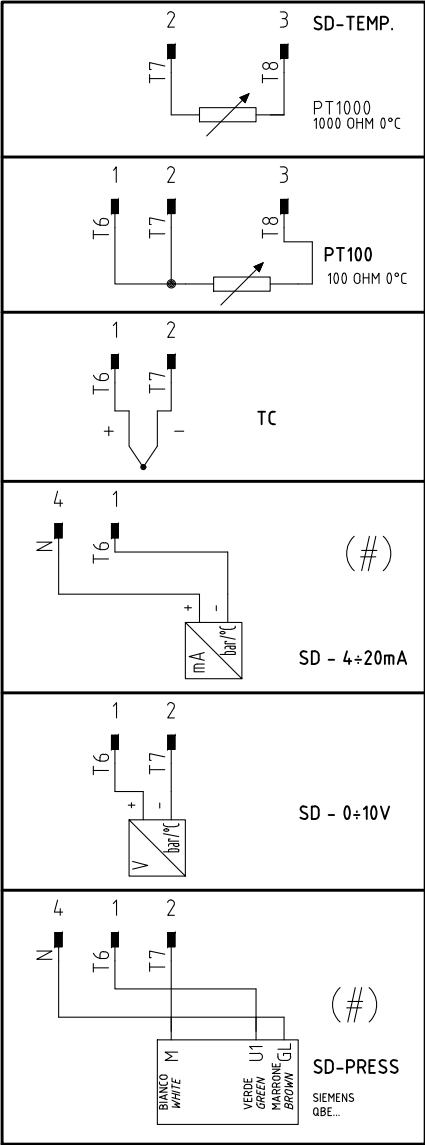 2 3 SD-TEMP.
T7 T8
PT1000
1000 OHM 0°C
1 2 3
T6 T7 T8
PT100
100 OHM 0°C
1 2
T6 T7
+ -
TC
4 1
N T6
(#)
+ -
mA bar/°C
SD - 4÷20mA
1 2
T6 T7
+ -
V bar/°C
SD - 0÷10V
4 1 2
N T6 T7
(#)
M U1 GL
BIANCO
WHITE
VERDE
GREEN
MARRONE
BROWN
SD-PRESS
SIEMENS
QBE...